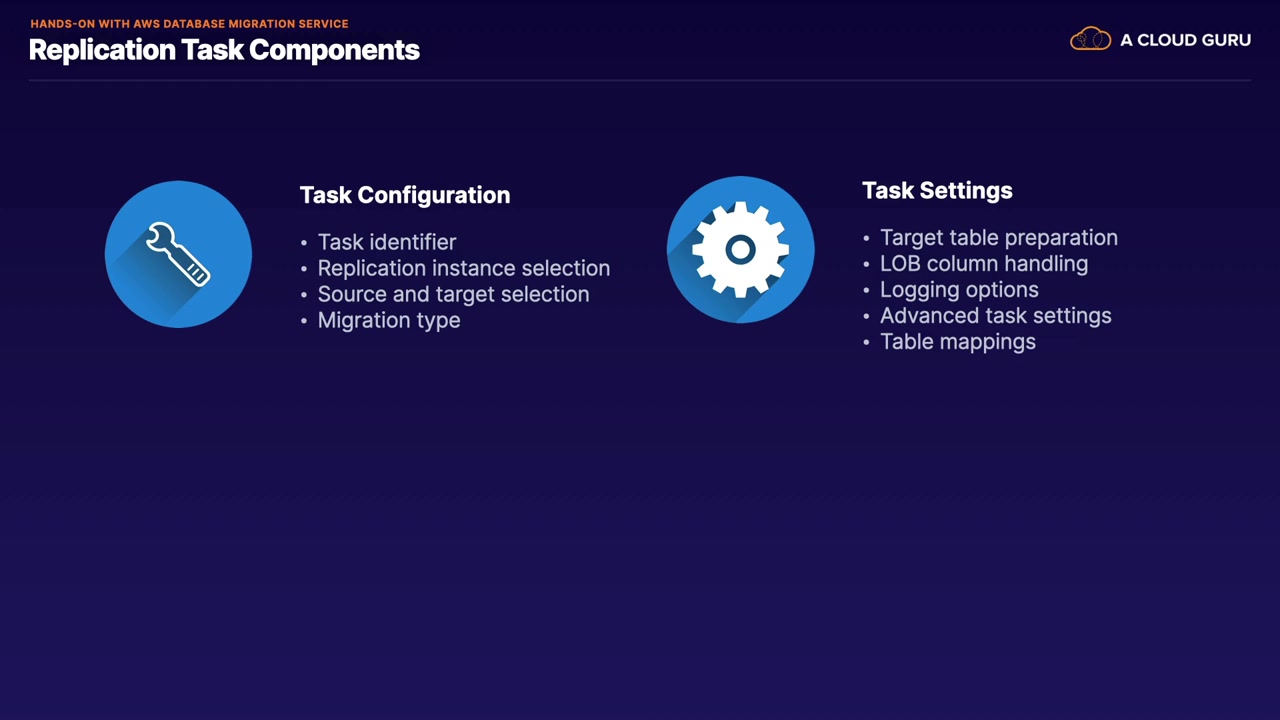 HANDS-ON WITH AWS DATABASE MIGRATION SERVICE
Replication Task Components
A CLOUD GURU
Task Configuration
• Task identifier
• Replication instance selection
• Source and target selection
• Migration type
Task Settings
• Target table preparation
• LOB column handling
• Logging options
• Advanced task settings
• Table mappings